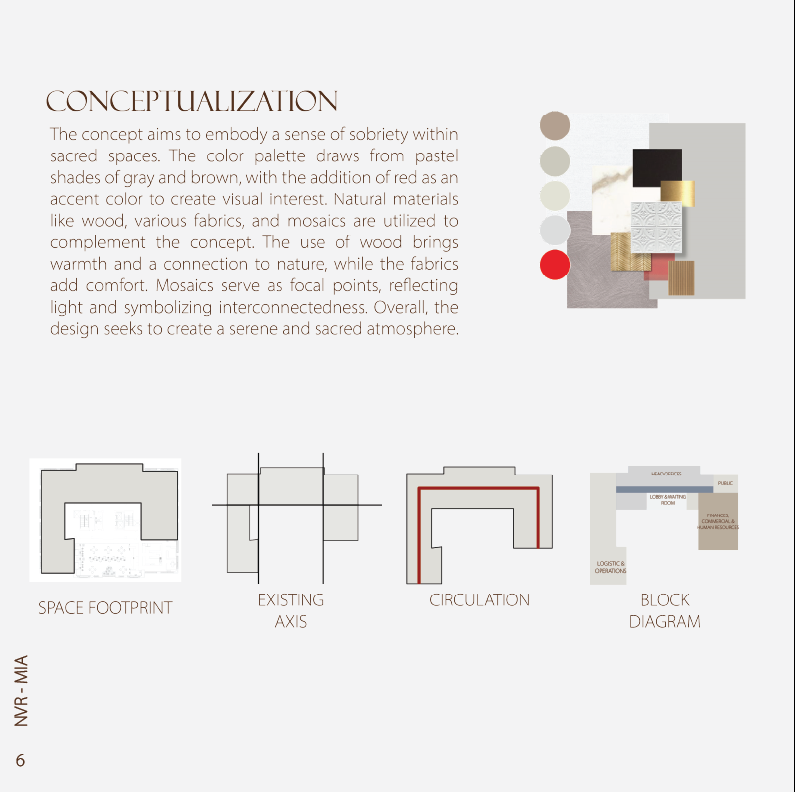 CONCEPTUALIZATION
The concept aims to embody a sense of sobriety within
sacred spaces. The color palette draws from pastel
shades of gray and brown, with the addition of red as an
accent color to create visual interest. Natural materials
like wood, various fabrics, and mosaics are utilized to
complement the concept. The use of wood brings
warmth and a connection to nature, while the fabrics
add comfort. Mosaics serve as focal points, reflecting
light and symbolizing interconnectedness. Overall, the
design seeks to create a serene and sacred atmosphere.
PUBLIC
LOBBY & WAITING
ROOM
COMMERCIAL &
HUMAN RESOURCES
LOGISTIC &
OPERATIONS
SPACE FOOTPRINT
EXISTING
AXIS
CIRCULATION
BLOCK
DIAGRAM
NVR - MIA
6